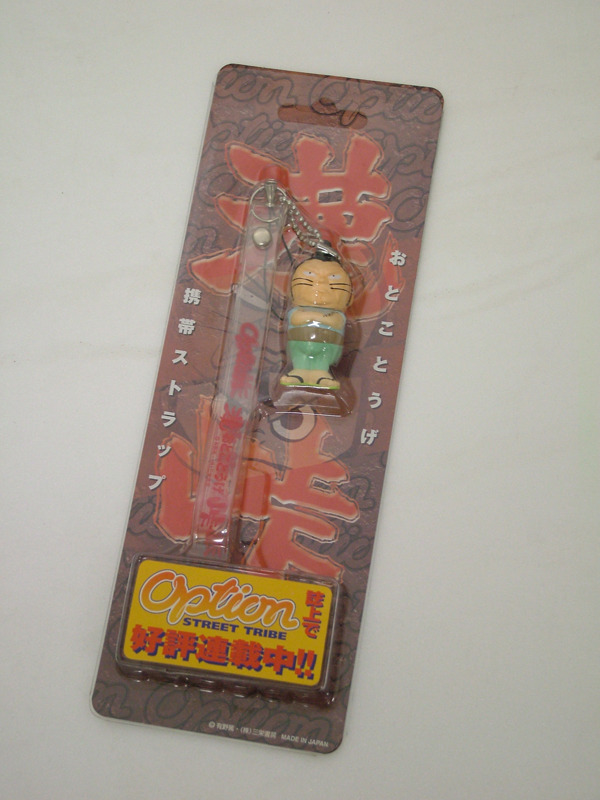 おとことうげ
携帯ストラップ
峠
Option
STREET TRIBE
誌上で
好評連載中!!
MADE IN JAPAN